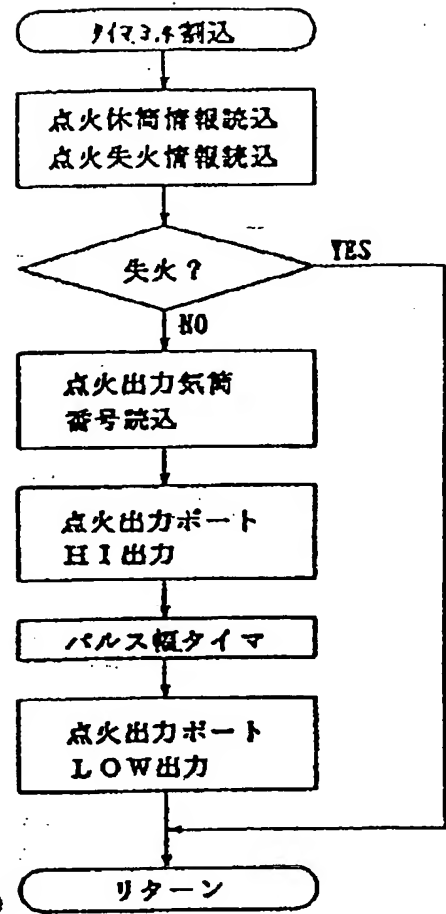 タイマ3,4割込
点火休筒情報読込
点火失火情報読込
失火?
YES
NO
点火出力気筒
番号読込
点火出力ポート
HI出力
パルス幅タイマ
点火出力ポート
LOW出力
リターン